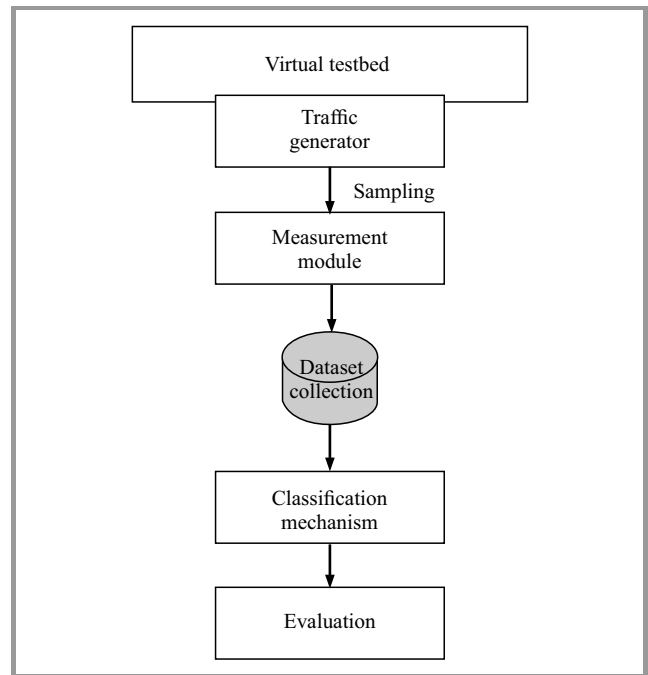 Virtual testbed
Traffic
generator
Sampling
Measurement
module
Dataset
collection
Classification
mechanism
Evaluation